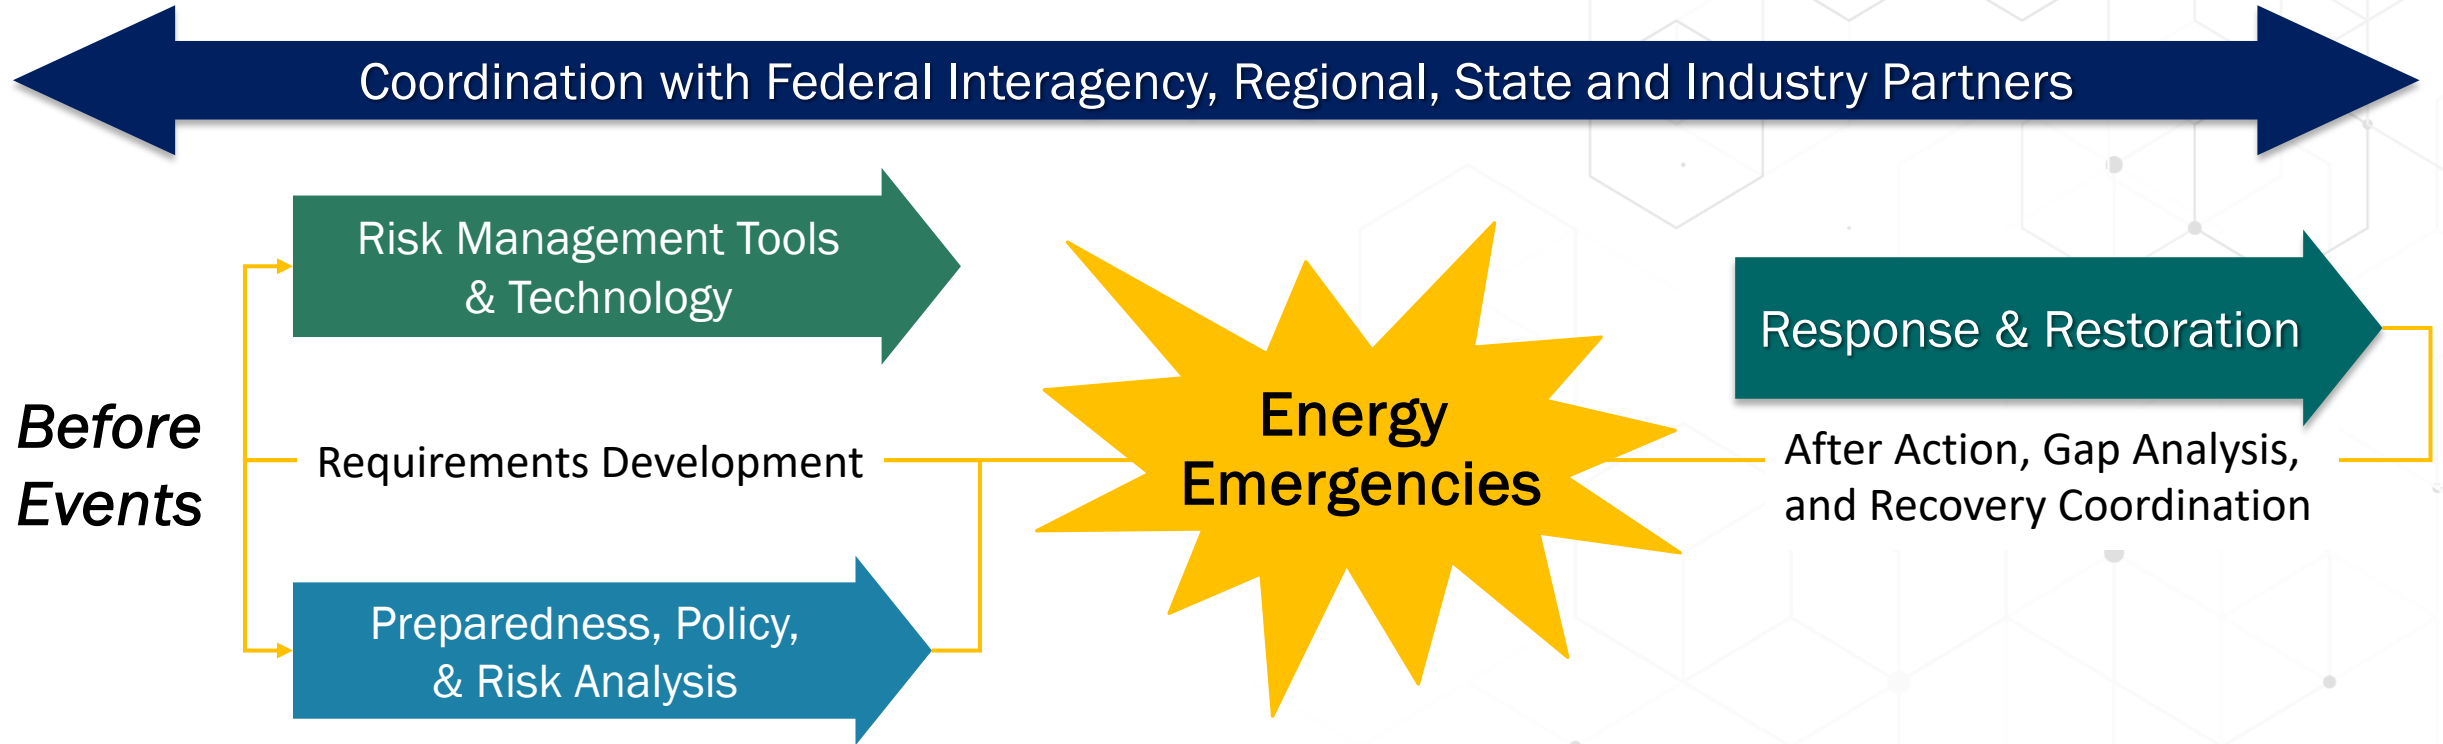 Coordination with Federal Interagency, Regional, State and Industry Partners
Risk Management Tools
& Technology
Before
Events
Requirements Development
Preparedness, Policy,
& Risk Analysis
Energy
Emergencies
Response & Restoration
After Action, Gap Analysis,
and Recovery Coordination